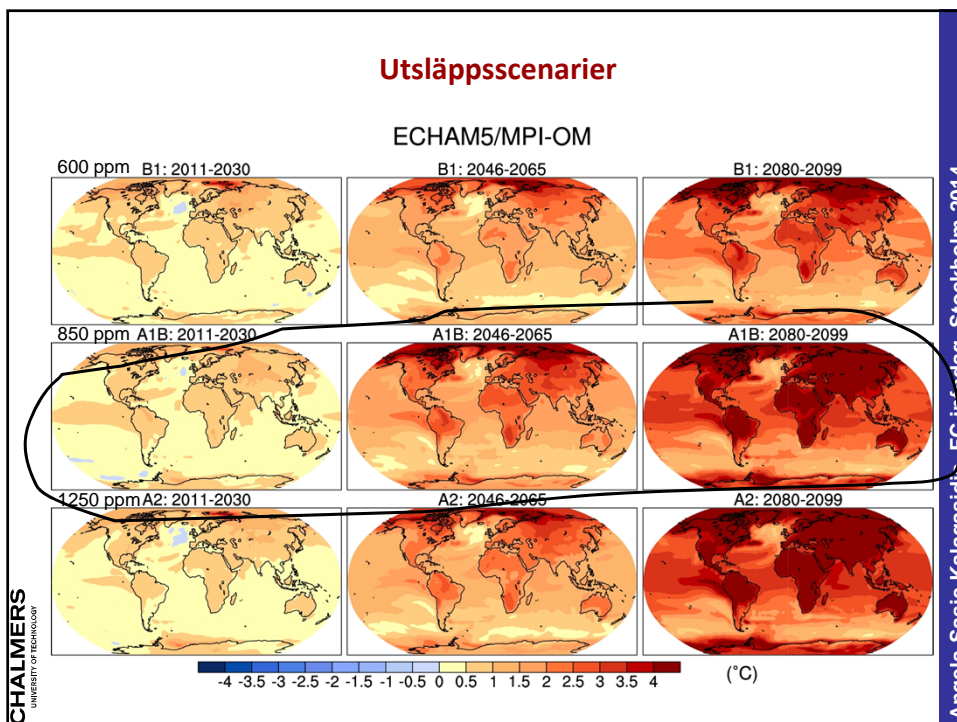 Utsläppsscenarier
ECHAM5/MPI-OM
600 ppm
B1: 2011-2030
B1: 2046-2065
B1: 2080-2099
850 ppm
A1B: 2011-2030
A1B: 2046-2065
A1B: 2080-2099
1250 ppm
A2: 2011-2030
A2: 2046-2065
A2: 2080-2099
-4 -3.5 -3 -2.5 -2 -1.5 -1 -0.5 0 0.5 1 1.5 2 2.5 3 3.5 4 (°C)
CHALMERS
UNIVERSITY OF TECHNOLOGY
Stockholm 2014